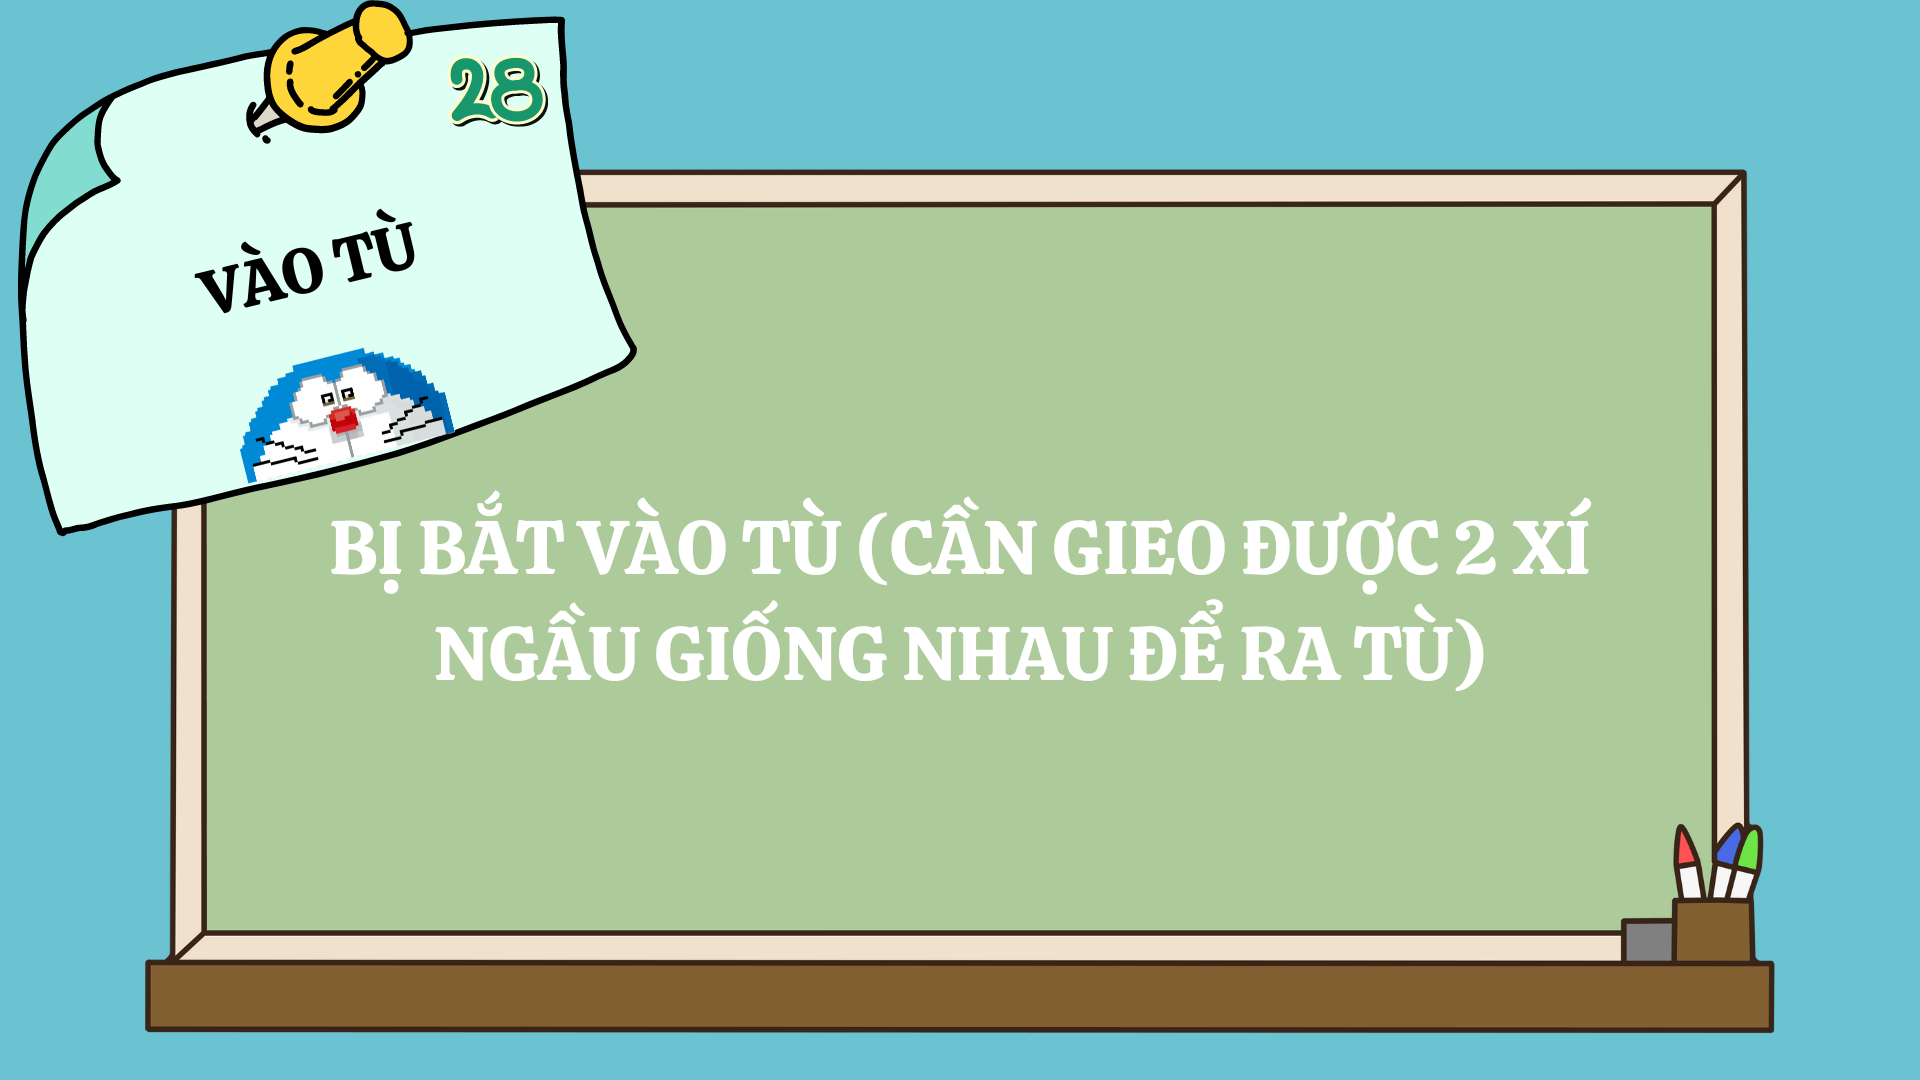 28
VÀO TÙ
BỊ BẮT VÀO TÙ (CẦN GIEO ĐƯỢC 2 XÍ
NGẦU GIỐNG NHAU ĐỂ RA TÙ)